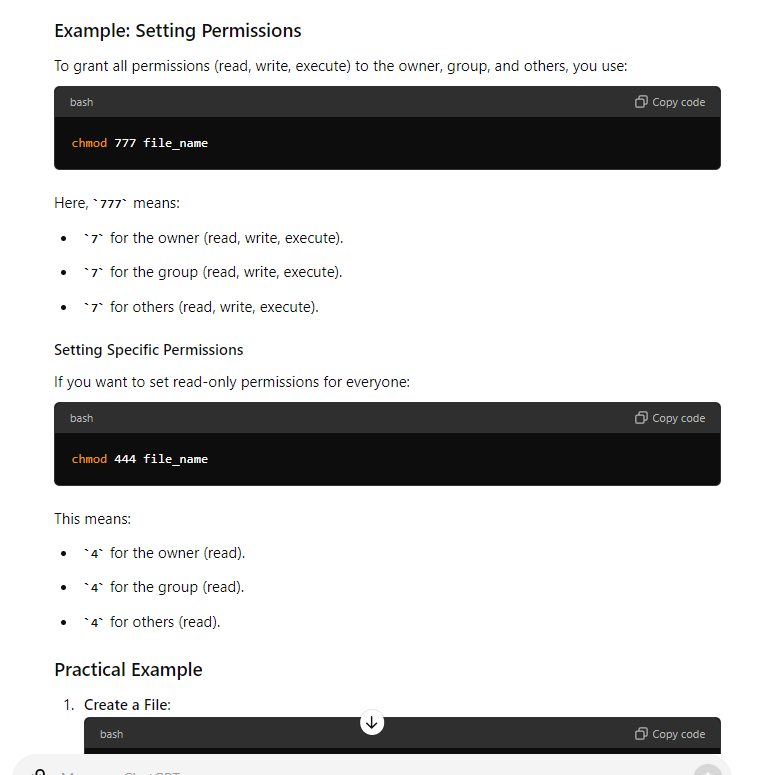 Example: Setting Permissions
To grant all permissions (read, write, execute) to the owner, group, and others, you use:
bash Copy code
chmod 777 file_name
Here, `777` means:
• `7` for the owner (read, write, execute).
• `7` for the group (read, write, execute).
• `7` for others (read, write, execute).
Setting Specific Permissions
If you want to set read-only permissions for everyone:
bash Copy code
chmod 444 file_name
This means:
• `4` for the owner (read).
• `4` for the group (read).
• `4` for others (read).
Practical Example
1. Create a File:
bash Copy code